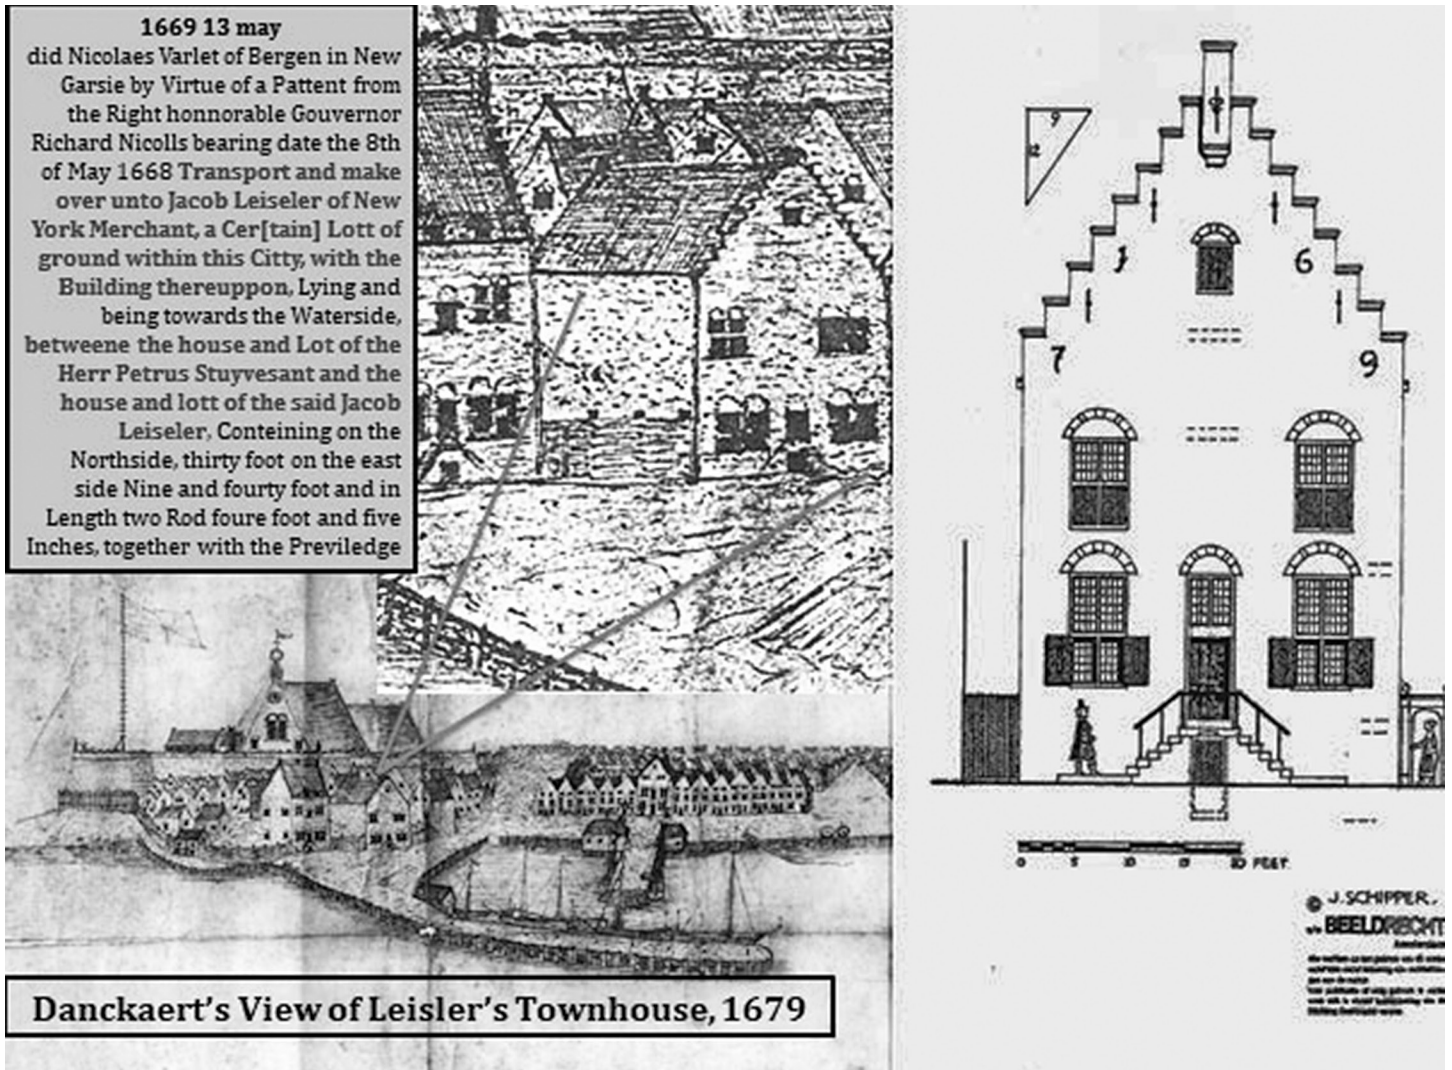 1669 13 may
did Nicolaes Varlet of Bergen in New
Garsie by Virtue of a Pattent from
the Right honnorable Gouvernor
Richard Nicolls bearing date the 8th
of May 1668 Transport and make
over unto Jacob Leiseler of New
York Merchant, a Cer[tain] Lott of
ground within this Citty, with the
Building thereuppon, Lying and
being towards the Waterside,
betweene the house and Lot of the
Herr Petrus Stuyvesant and the
house and lott of the said Jacob
Leiseler, Conteining on the
Northside, thirty foot on the east
side Nine and fourty foot and in
Length two Rod foure foot and five
Inches, together with the Previledge
Danckaert's View of Leisler's Townhouse, 1679
9
12
1 6
7 9
0 5 10 15 20 FEET.
© J. SCHIPPER.
BEELDRECHT
Amsterdam